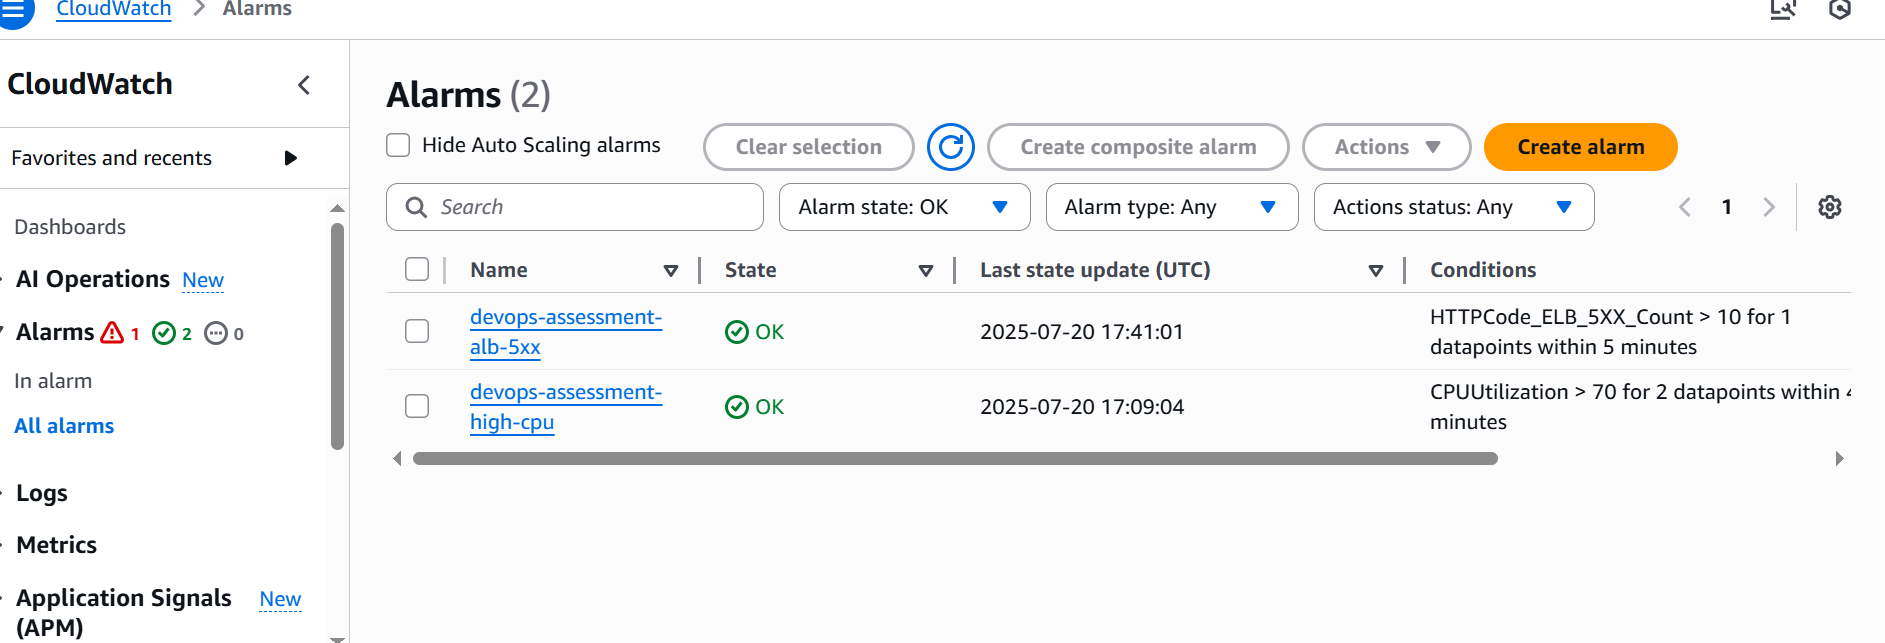 CloudWatch > Alarms
CloudWatch
Favorites and recents
Dashboards
AI Operations New
Alarms 1 2 0
In alarm
All alarms
Logs
Metrics
Application Signals New
(APM)
Alarms (2)
Hide Auto Scaling alarms
Clear selection
Create composite alarm
Actions
Create alarm
Search
Alarm state: OK
Alarm type: Any
Actions status: Any
1
Name State Last state update (UTC) Conditions
devops-assessment-
alb-5xx
OK
2025-07-20 17:41:01
HTTPCode_ELB_5XX_Count > 10 for 1
datapoints within 5 minutes
devops-assessment-
high-cpu
OK
2025-07-20 17:09:04
CPUUtilization > 70 for 2 datapoints within
minutes